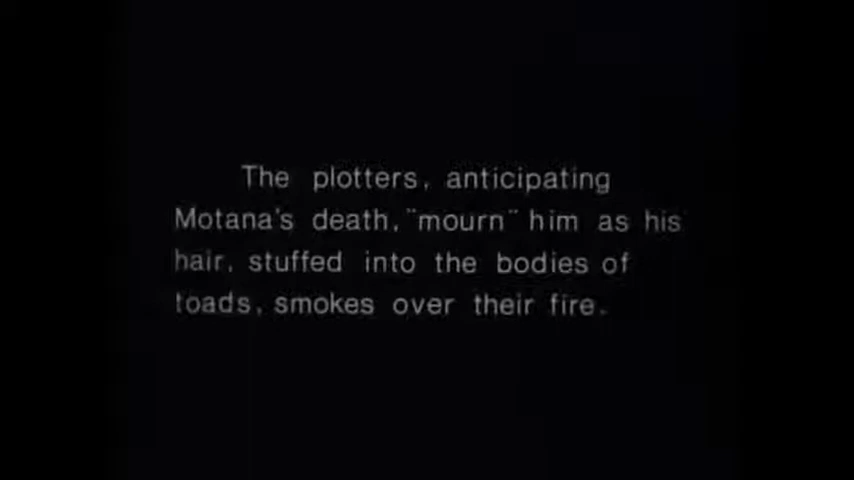 The plotters, anticipating
Motana's death, "mourn" him as his
hair, stuffed into the bodies of
toads, smokes over their fire.